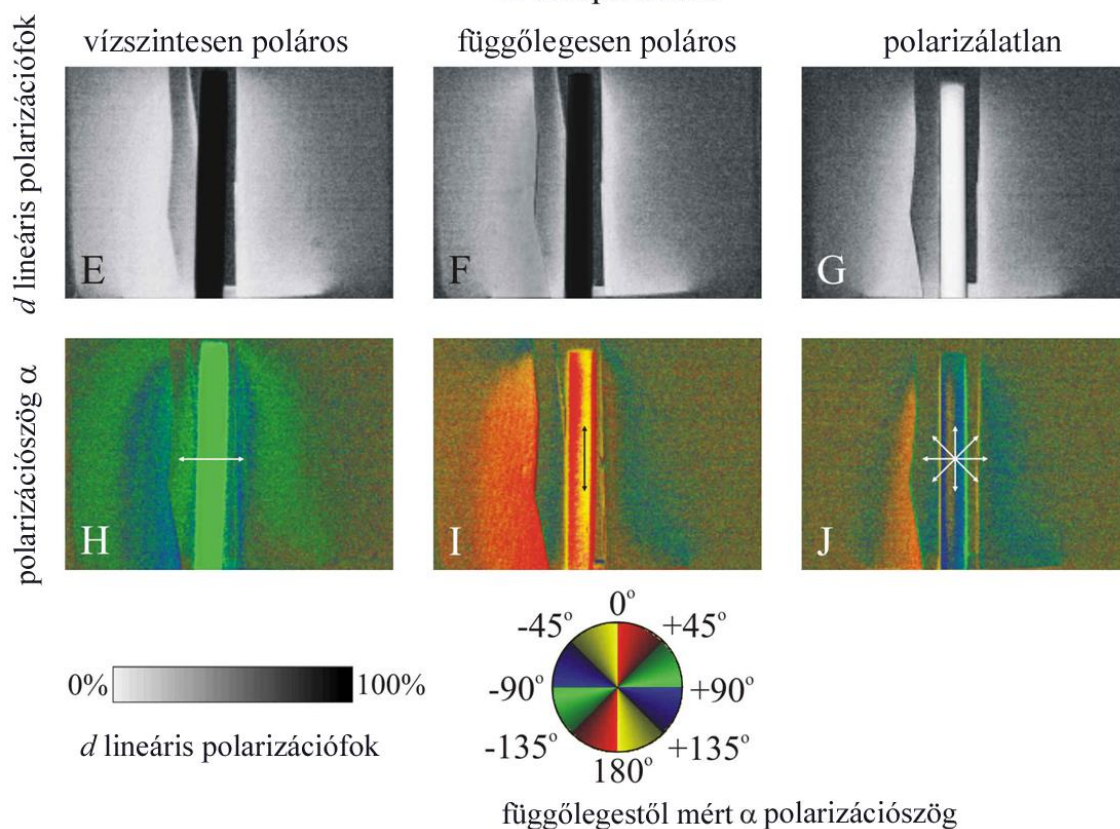 vízszintesen poláros
függőlegesen poláros
polarizálatlan
d lineáris polarizációfok
E
F
G
polarizációszög α
H
I
J
0%
100%
d lineáris polarizációfok
0°
-45°
+45°
-90°
+90°
-135°
+135°
180°
függőlegestől mért α polarizációszög